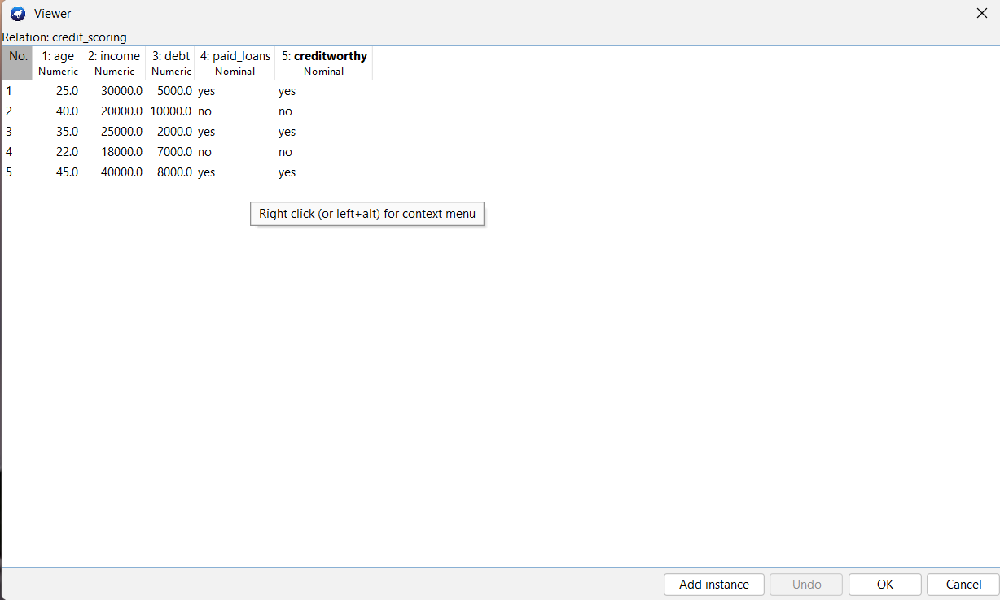 Viewer
Relation: credit_scoring
No. 1: age 2: income 3: debt 4: paid_loans 5: creditworthy
Numeric Numeric Numeric Nominal Nominal
1 25.0 30000.0 5000.0 yes yes
2 40.0 20000.0 10000.0 no no
3 35.0 25000.0 2000.0 yes yes
4 22.0 18000.0 7000.0 no no
5 45.0 40000.0 8000.0 yes yes
Right click (or left+alt) for context menu
Add instance Undo OK Cancel